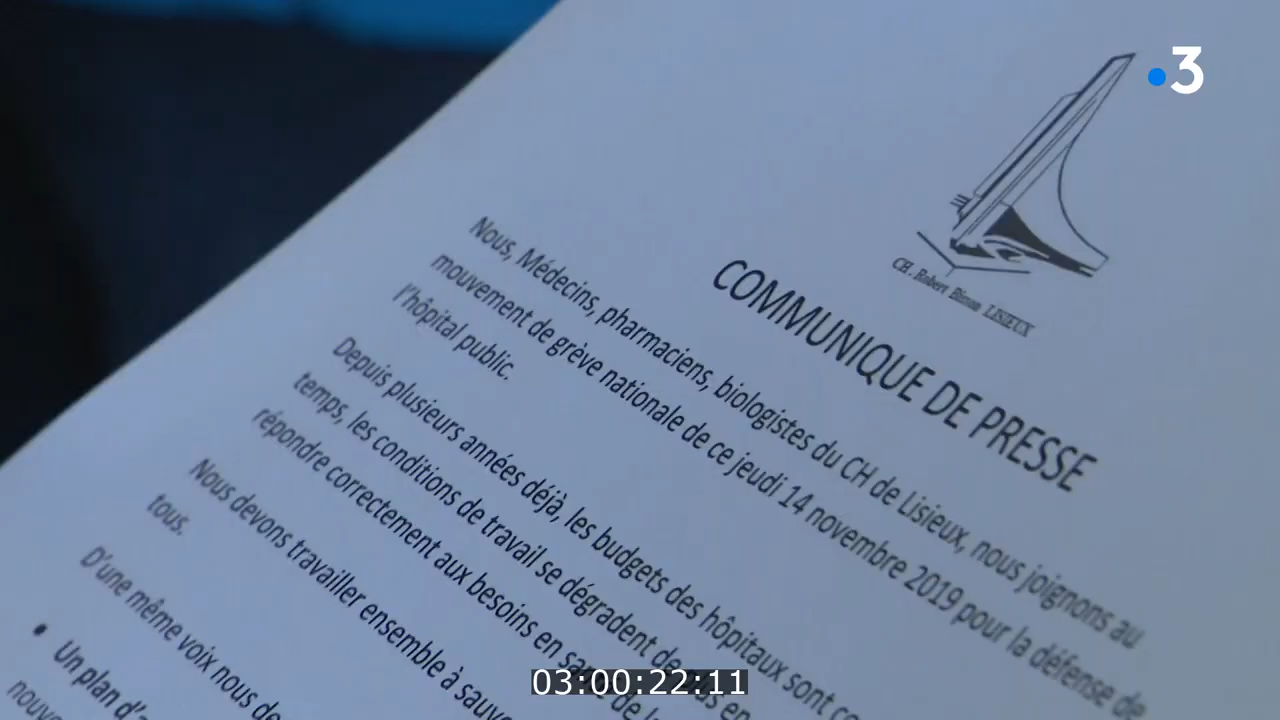 3
CH. Robert Bisson LISIEUX
COMMUNIQUE DE PRESSE
Nous, Médecins, pharmaciens, biologistes du CH de Lisieux, nous joignons au
mouvement de grève nationale de ce jeudi 14 novembre 2019 pour la défense de
l'hôpital public.
Depuis plusieurs années déjà, les budgets des hôpitaux sont
temps, les conditions de travail se dégradent de en
répondre correctement aux besoins en de
Nous devons travailler ensemble à
tous.
D'une même voix nous
• Un plan
03:00:22:11